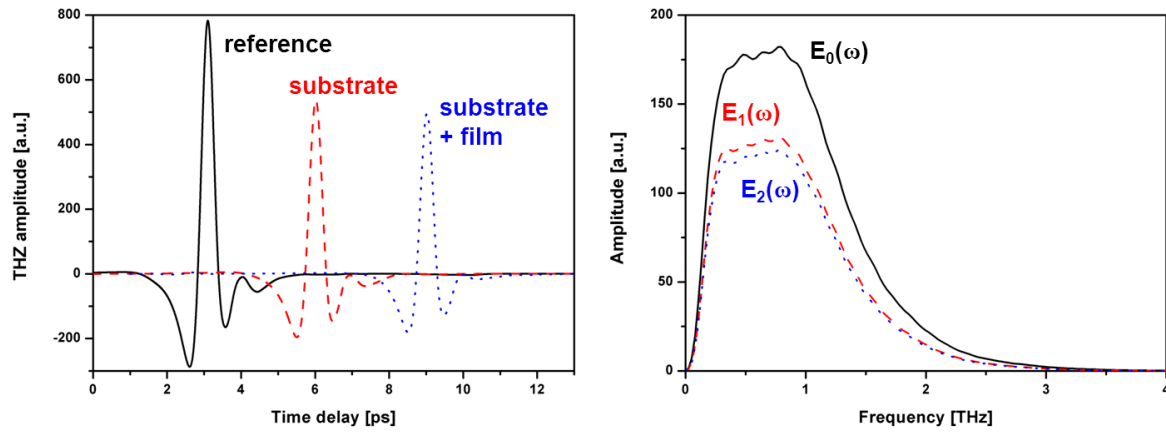 800
600
400
200
0
-200
THZ amplitude [a.u.]
reference
substrate
substrate
+ film
0 2 4 6 8 10 12
Time delay [ps]
200
150
100
50
0
Amplitude [a.u.]
E₀(ω)
E₁(ω)
E₂(ω)
0 1 2 3 4
Frequency [THz]